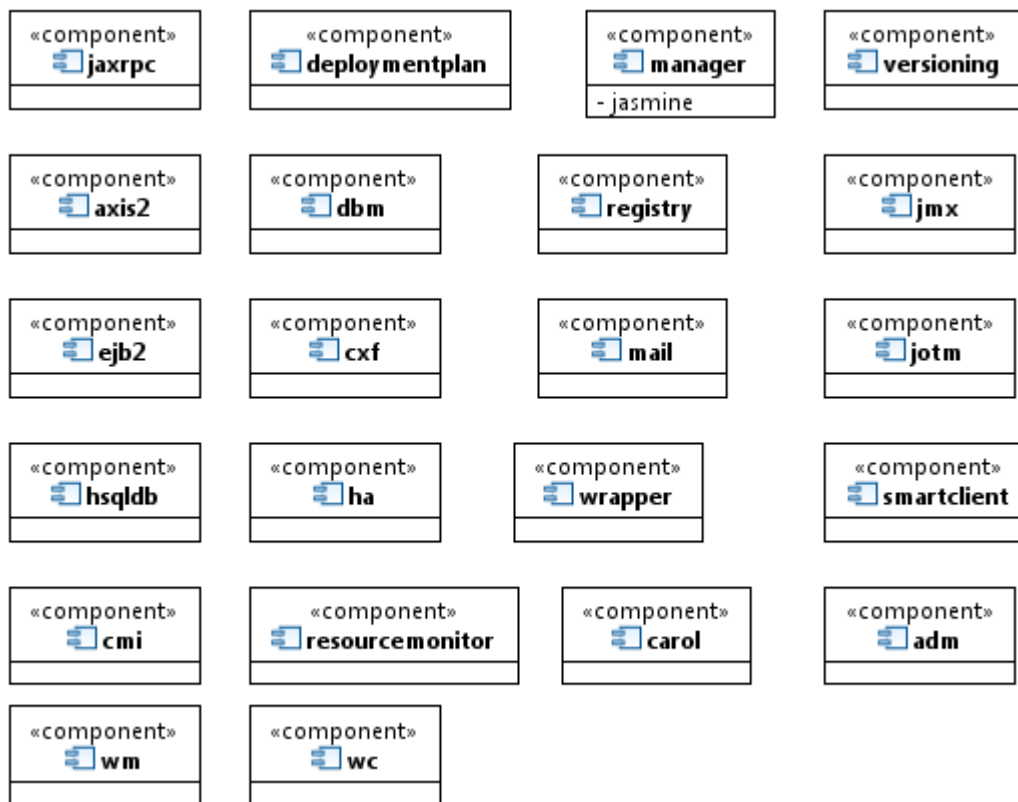 «component»
jaxrpc
«component»
deploymentplan
«component»
manager
- jasmine
«component»
versioning
«component»
axis2
«component»
dbm
«component»
registry
«component»
jmx
«component»
ejb2
«component»
cxf
«component»
mail
«component»
jotm
«component»
hsqldb
«component»
ha
«component»
wrapper
«component»
smartclient
«component»
cmi
«component»
resourcemonitor
«component»
carol
«component»
adm
«component»
wm
«component»
wc